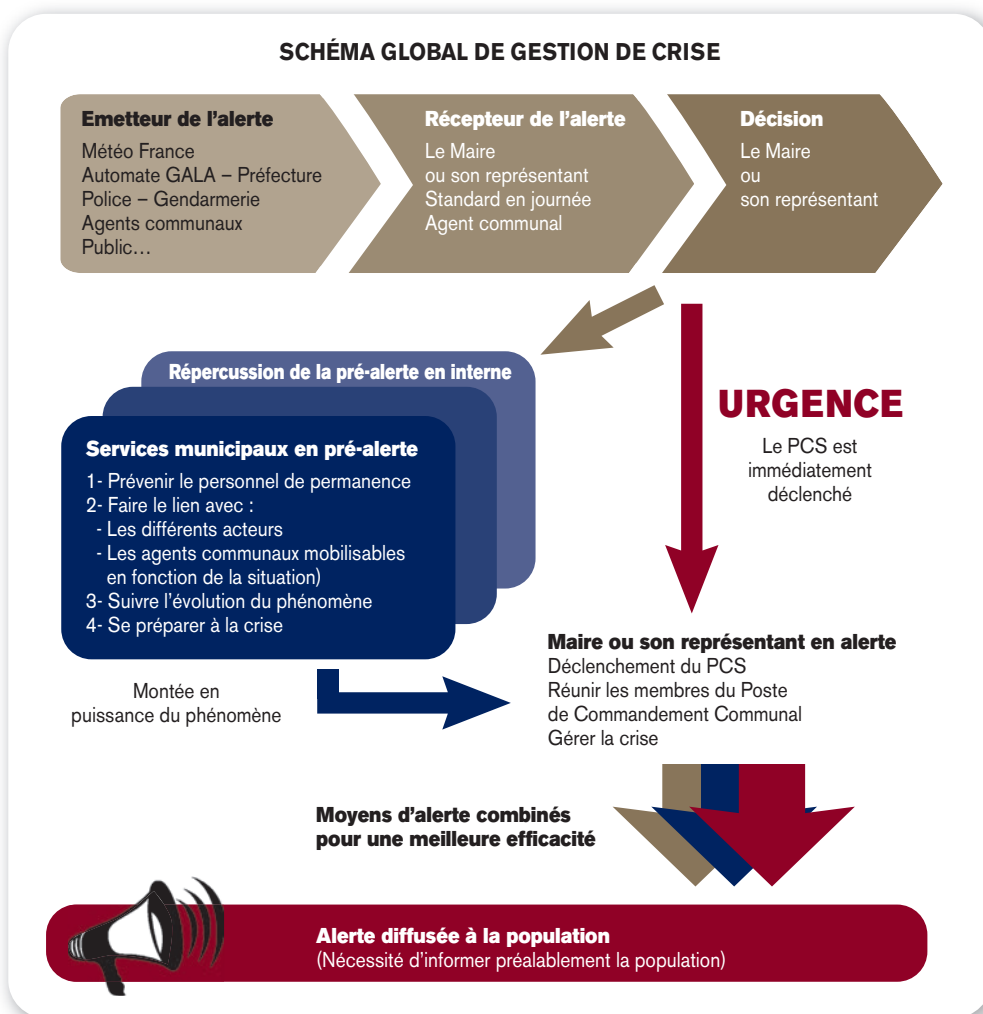 SCHÉMA GLOBAL DE GESTION DE CRISE
Emetteur de l'alerte
Météo France
Automate GALA – Préfecture
Police – Gendarmerie
Agents communaux
Public…
Récepteur de l'alerte
Le Maire
ou son représentant
Standard en journée
Agent communal
Décision
Le Maire
ou
son représentant
Répercussion de la pré-alerte en interne
Services municipaux en pré-alerte
1- Prévenir le personnel de permanence
2- Faire le lien avec :
- Les différents acteurs
- Les agents communaux mobilisables
en fonction de la situation)
3- Suivre l'évolution du phénomène
4- Se préparer à la crise
URGENCE
Le PCS est
immédiatement
déclenché
Montée en
puissance du phénomène
Maire ou son représentant en alerte
Déclenchement du PCS
Réunir les membres du Poste
de Commandement Communal
Gérer la crise
Moyens d'alerte combinés
pour une meilleure efficacité
Alerte diffusée à la population
(Nécessité d'informer préalablement la population)